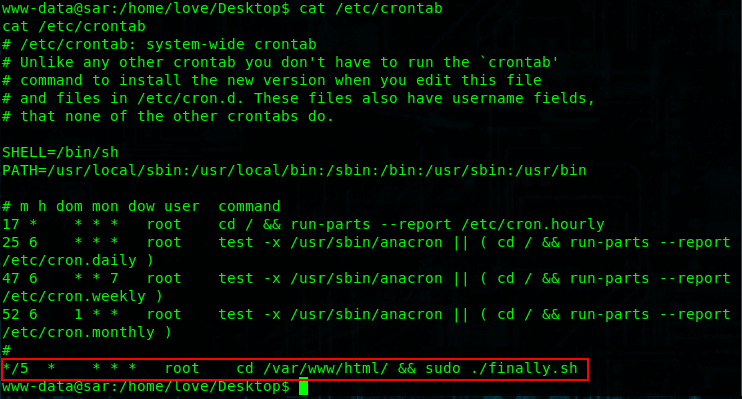 www-data@sar:/home/love/Desktop$ cat /etc/crontab
cat /etc/crontab
# /etc/crontab: system-wide crontab
# Unlike any other crontab you don't have to run the `crontab'
# command to install the new version when you edit this file
# and files in /etc/cron.d. These files also have username fields,
# that none of the other crontabs do.

SHELL=/bin/sh
PATH=/usr/local/sbin:/usr/local/bin:/sbin:/bin:/usr/sbin:/usr/bin

# m h dom mon dow user  command
17 *    * * *   root    cd / && run-parts --report /etc/cron.hourly
25 6    * * *   root    test -x /usr/sbin/anacron || ( cd / && run-parts --report
/etc/cron.daily )
47 6    * * 7   root    test -x /usr/sbin/anacron || ( cd / && run-parts --report
/etc/cron.weekly )
52 6    1 * *   root    test -x /usr/sbin/anacron || ( cd / && run-parts --report
/etc/cron.monthly )
#
*/5  *    * * *   root    cd /var/www/html/ && sudo ./finally.sh
www-data@sar:/home/love/Desktop$